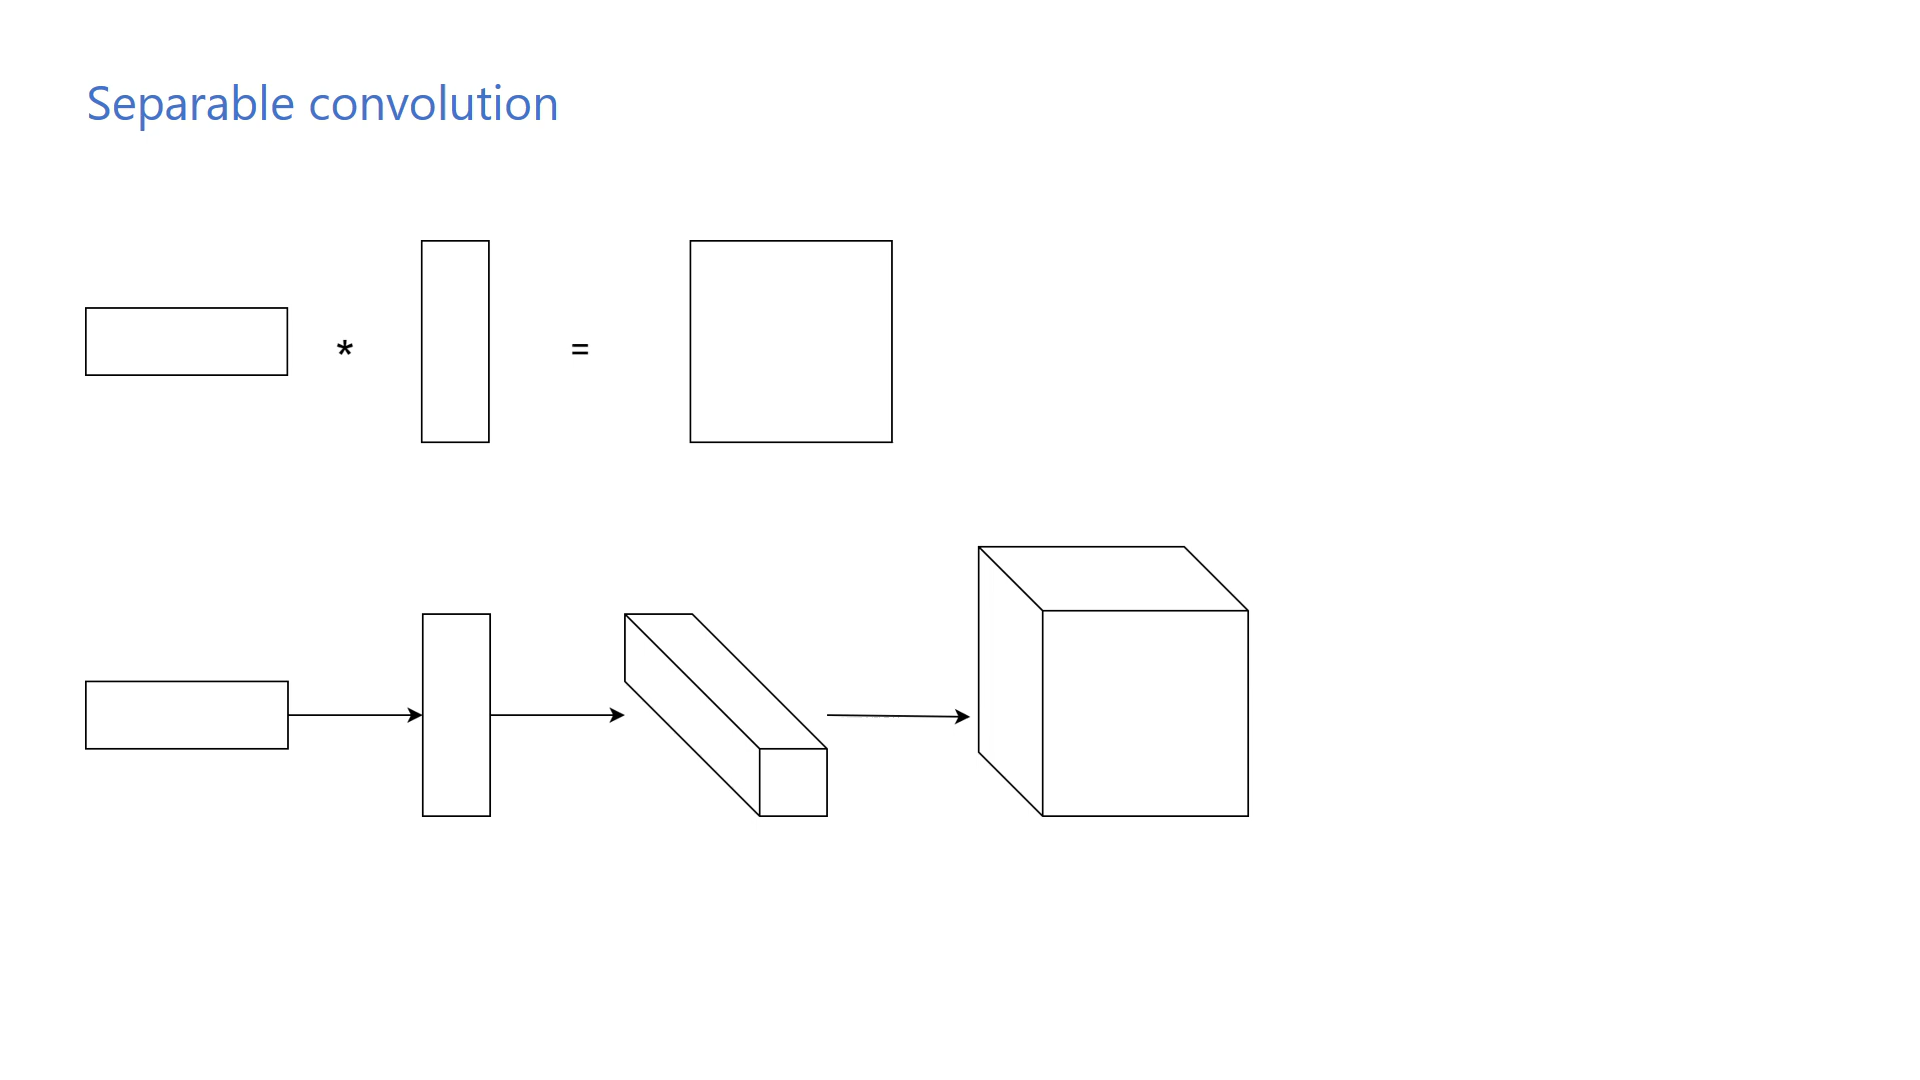 Separable convolution
* =